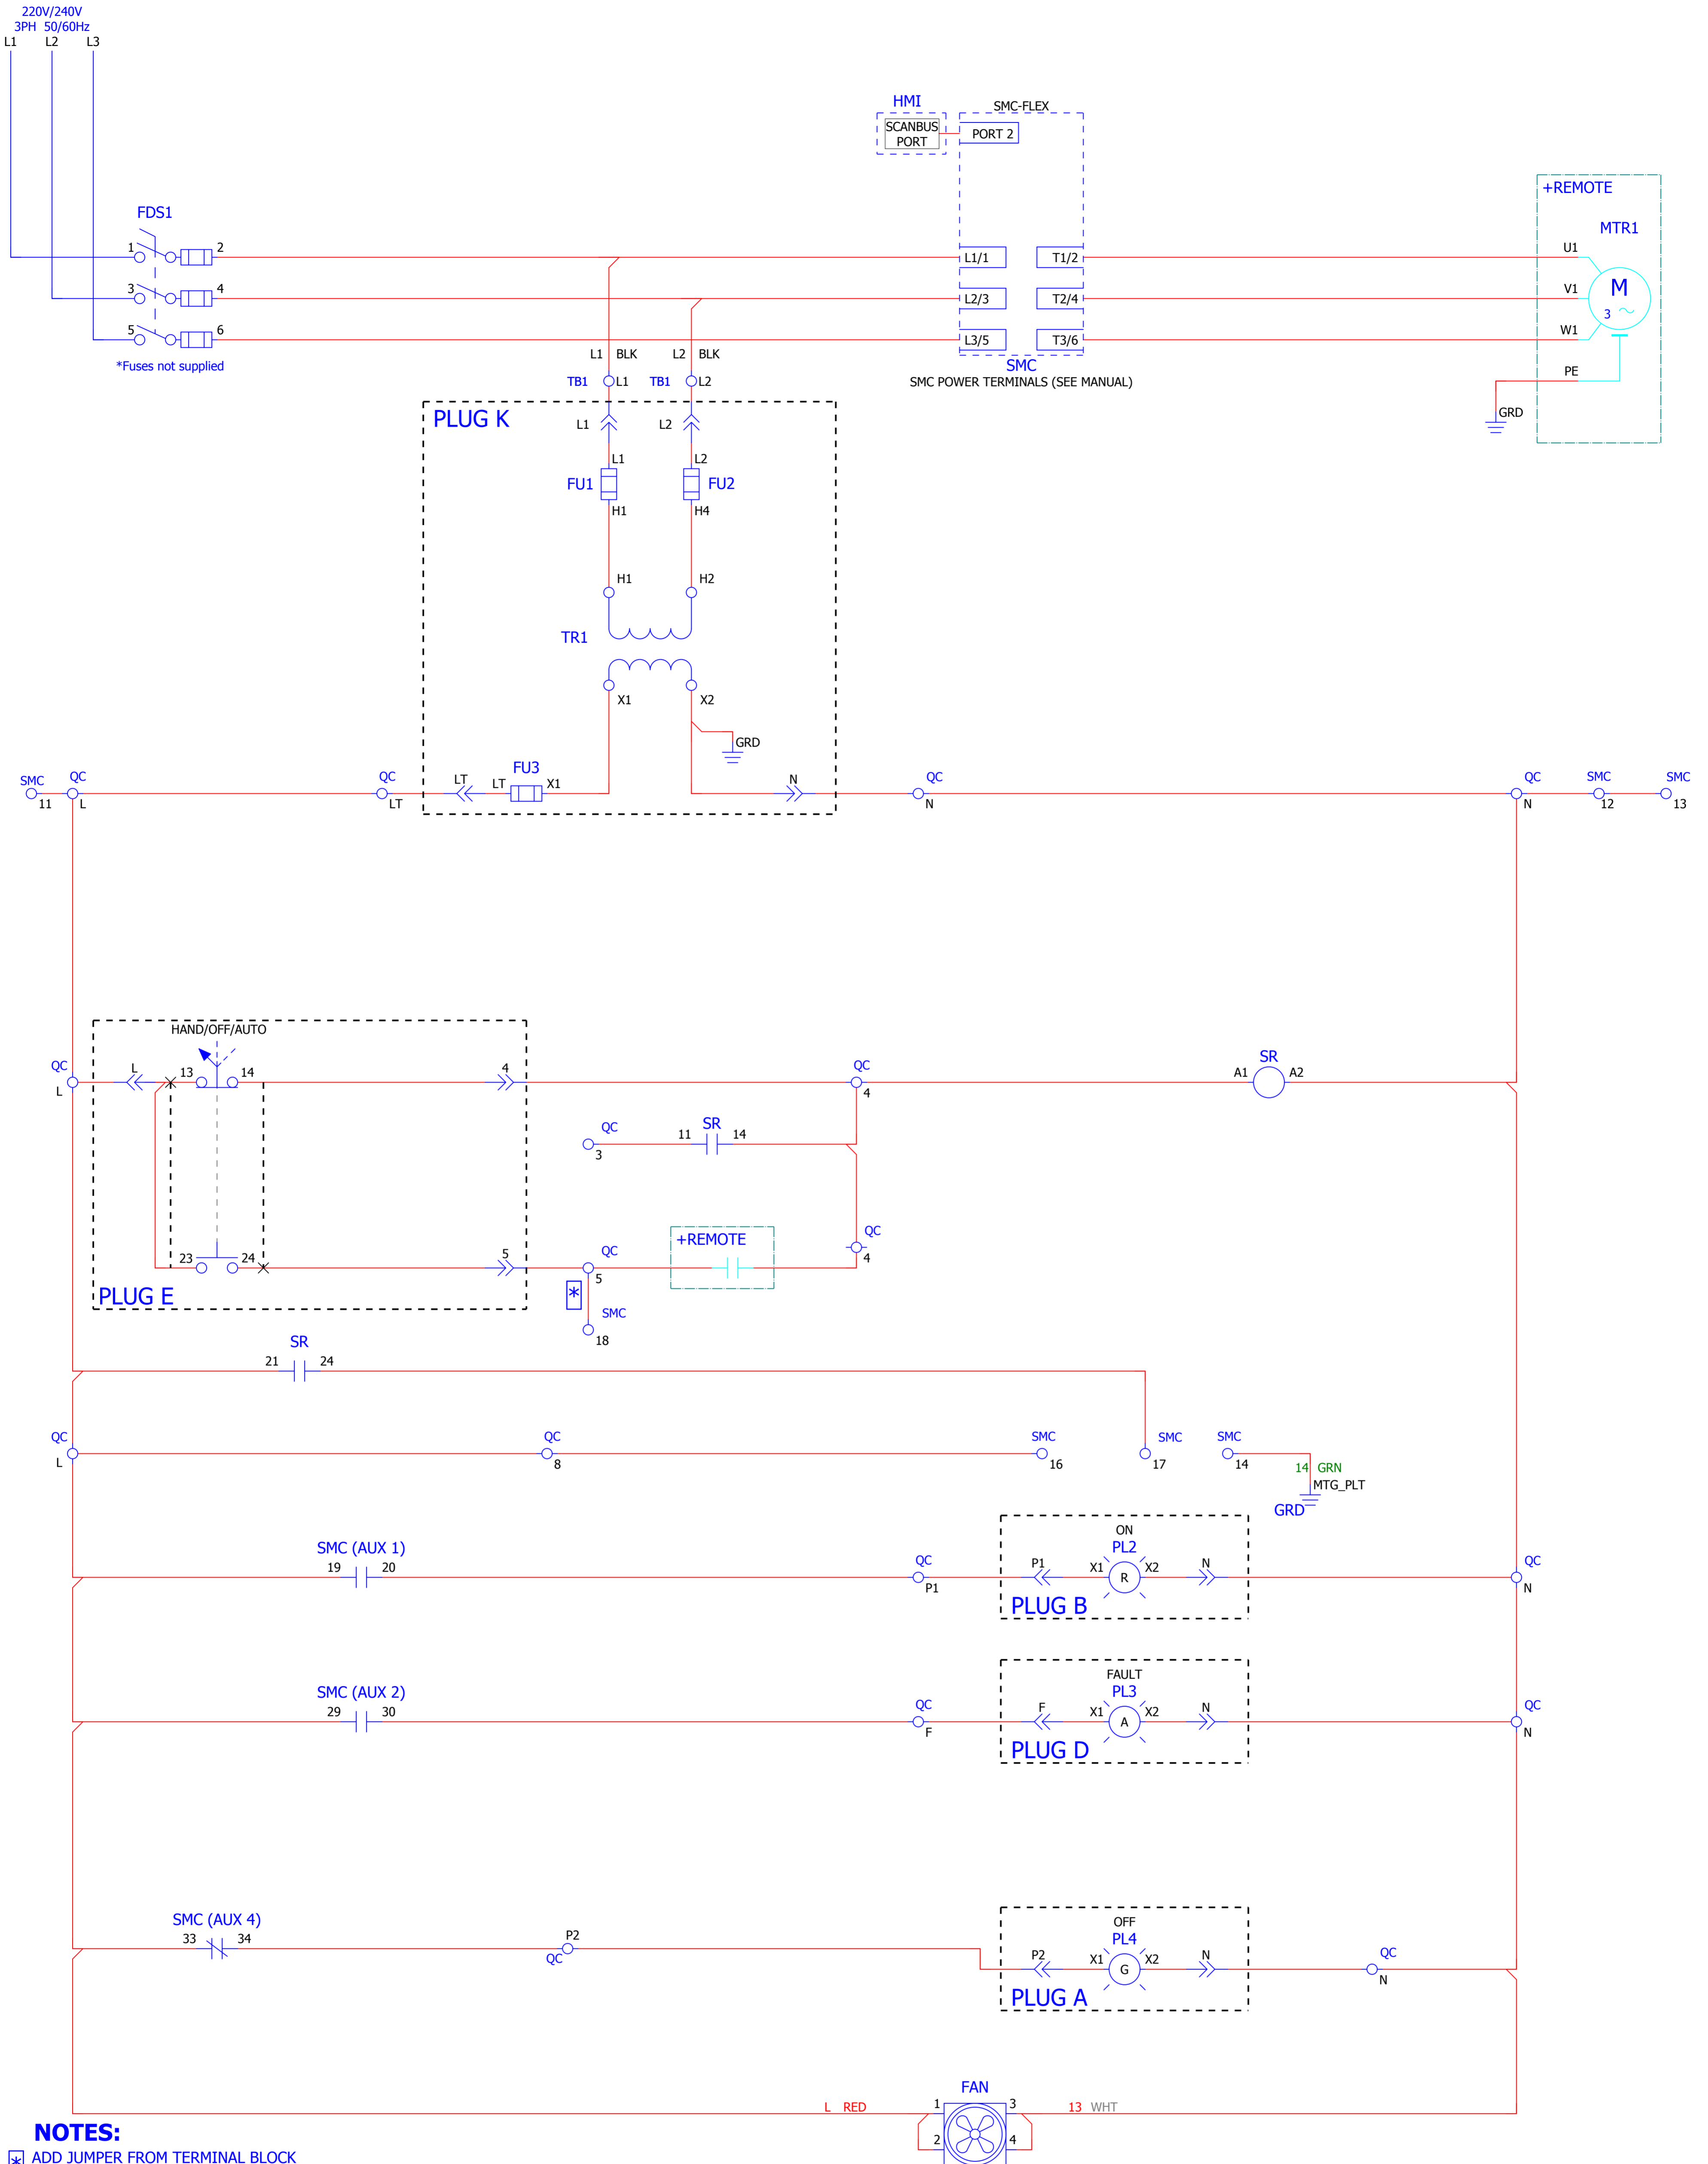 220V/240V
3PH 50/60Hz
L1 L2 L3
HMI
SCANBUS
PORT
SMC-FLEX
PORT 2
+REMOTE
MTR1
FDS1
1 2
3 4
5 6
*Fuses not supplied
L1/1 T1/2
L2/3 T2/4
L3/5 T3/6
SMC
SMC POWER TERMINALS (SEE MANUAL)
U1
V1
W1
PE
M
3
GRD
L1 BLK L2 BLK
TB1 L1 TB1 L2
PLUG K
L1 L2
L1 L2
FU1 FU2
H1 H4
H1 H2
TR1
X1 X2
GRD
SMC
11
QC
L
QC
LT
LT
LT
FU3
X1
N
QC
N
QC
N
SMC
12
SMC
13
HAND/OFF/AUTO
QC
L
L
13 14
4
QC
4
SR
A1 A2
QC
3
SR
11 14
QC
4
23 24
5
QC
5
+REMOTE
PLUG E
*
SMC
18
SR
21 24
QC
L
QC
8
SMC
16
SMC
17
SMC
14
14 GRN
MTG_PLT
GRD
SMC (AUX 1)
19 20
QC
P1
ON
PL2
P1
X1 R X2
N
PLUG B
QC
N
SMC (AUX 2)
29 30
QC
F
FAULT
PL3
F
X1 A X2
N
PLUG D
QC
N
SMC (AUX 4)
33 34
P2
QC
OFF
PL4
P2
X1 G X2
N
PLUG A
QC
N
FAN
L RED
1 3
2 4
13 WHT
NOTES:
* ADD JUMPER FROM TERMINAL BLOCK